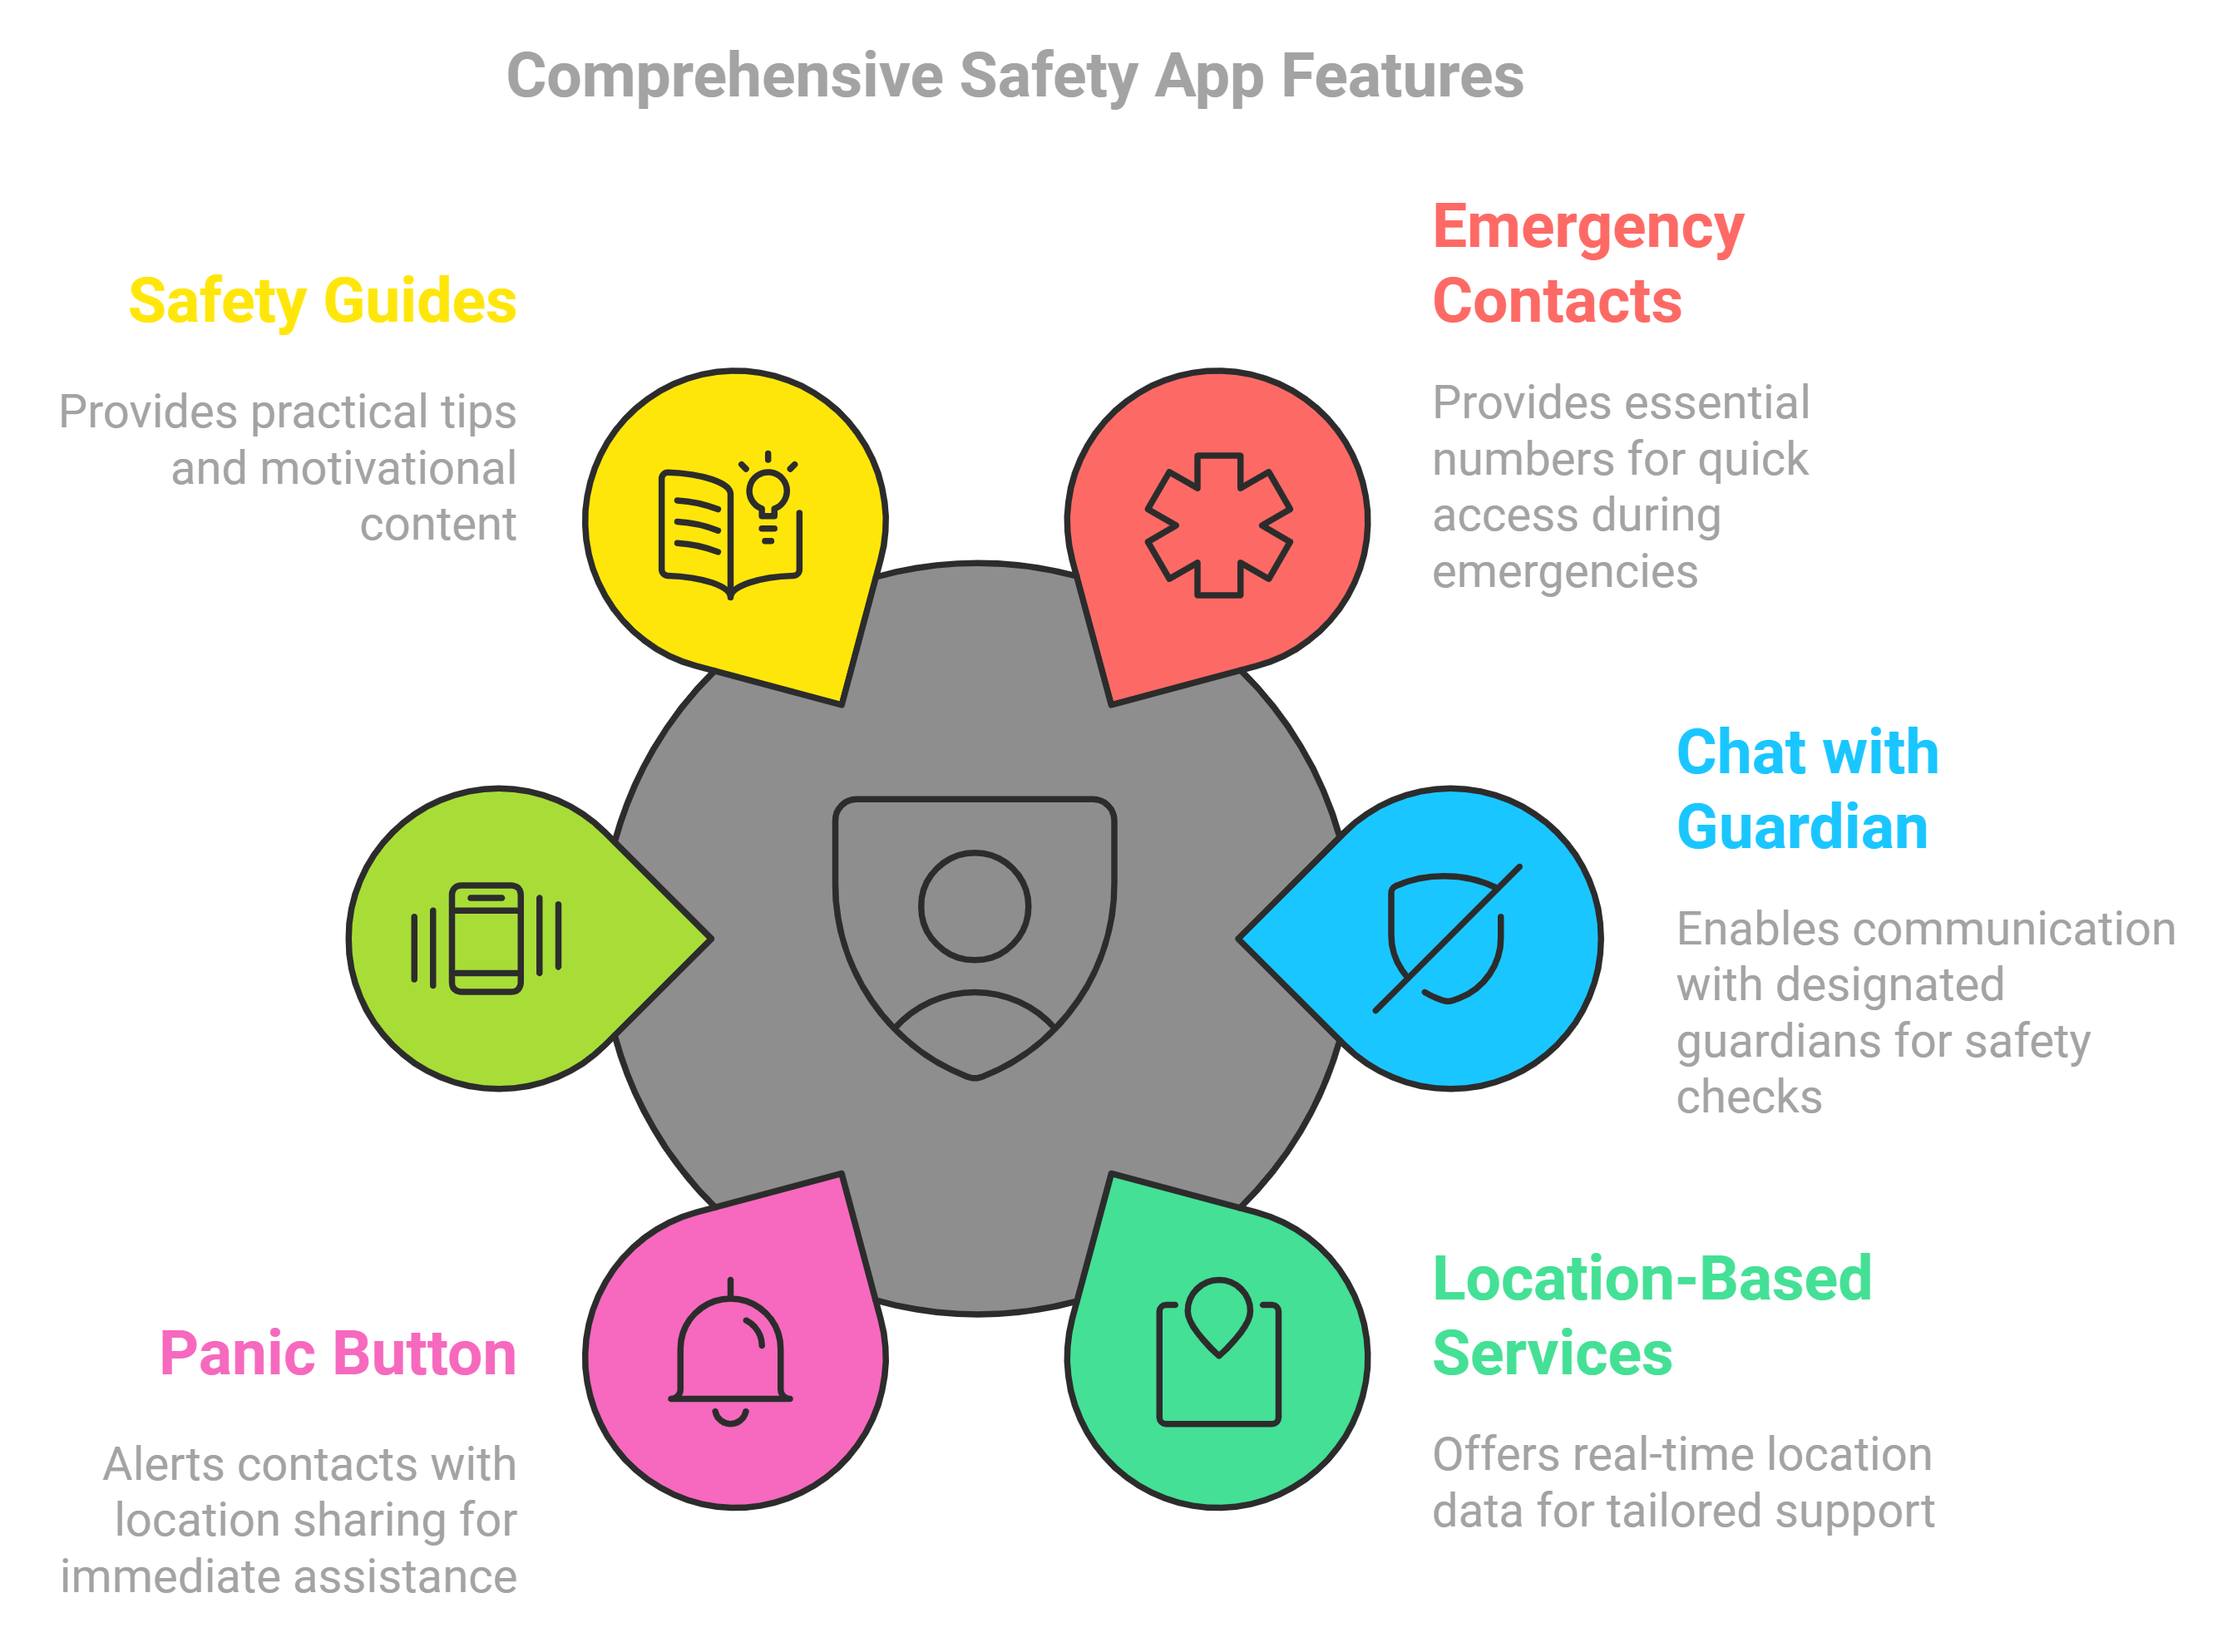 Comprehensive Safety App Features
Safety Guides
Provides practical tips
and motivational
content
Emergency
Contacts
Provides essential
numbers for quick
access during
emergencies
Chat with
Guardian
Enables communication
with designated
guardians for safety
checks
Panic Button
Alerts contacts with
location sharing for
immediate assistance
Location-Based
Services
Offers real-time location
data for tailored support